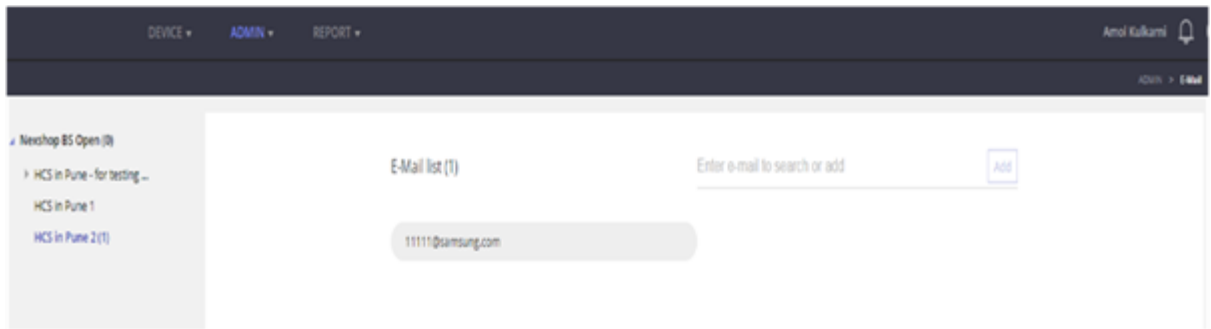 DEVICE ▾ ADMIN ▾ REPORT ▾ Amol Kulkarni
ADMIN > E-Mail
Nexshop BS Open (0)
HCS in Pune - for testing ...
HCS in Pune 1
HCS in Pune 2 (1)
E-Mail list (1)
Enter e-mail to search or add Add
11111@samsung.com